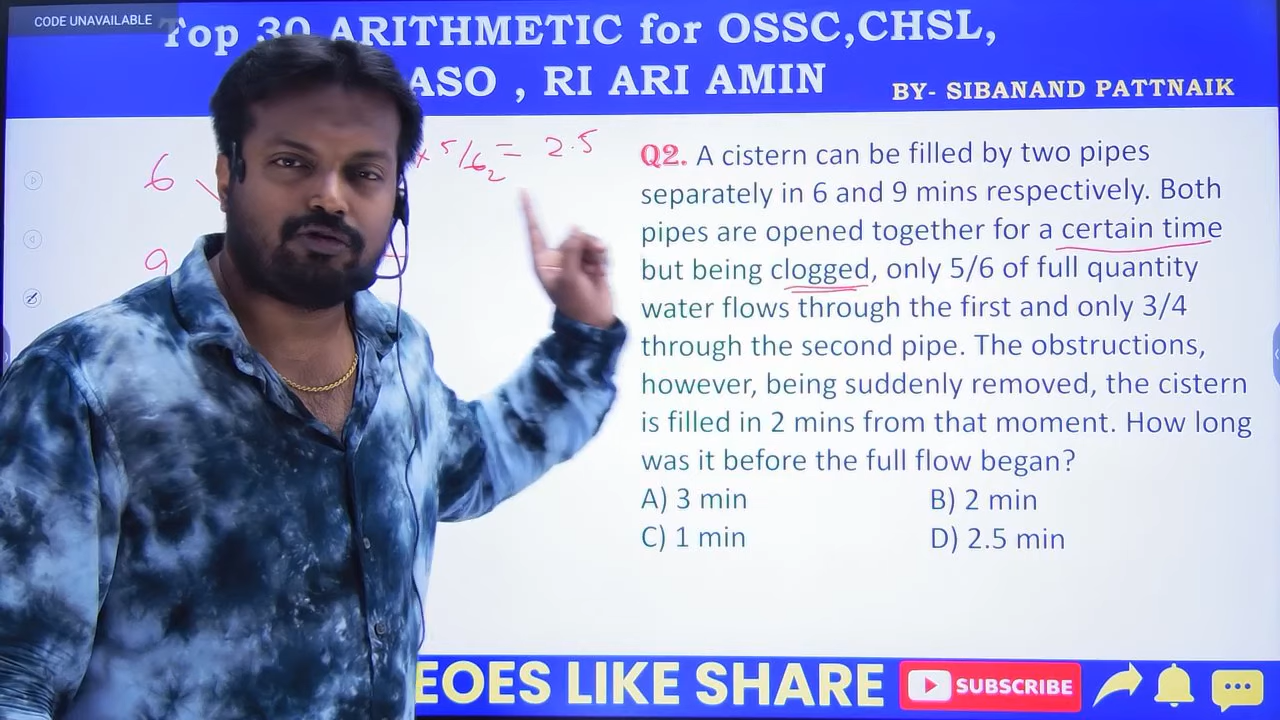 CODE UNAVAILABLE
Top 30 ARITHMETIC for OSSC,CHSL,
ASO , RI ARI AMIN
BY- SIBANAND PATTNAIK
6
x 5/6 2 = 2.5
9
Q2. A cistern can be filled by two pipes
separately in 6 and 9 mins respectively. Both
pipes are opened together for a certain time
but being clogged, only 5/6 of full quantity
water flows through the first and only 3/4
through the second pipe. The obstructions,
however, being suddenly removed, the cistern
is filled in 2 mins from that moment. How long
was it before the full flow began?
A) 3 min
B) 2 min
C) 1 min
D) 2.5 min
EOES LIKE SHARE
SUBSCRIBE